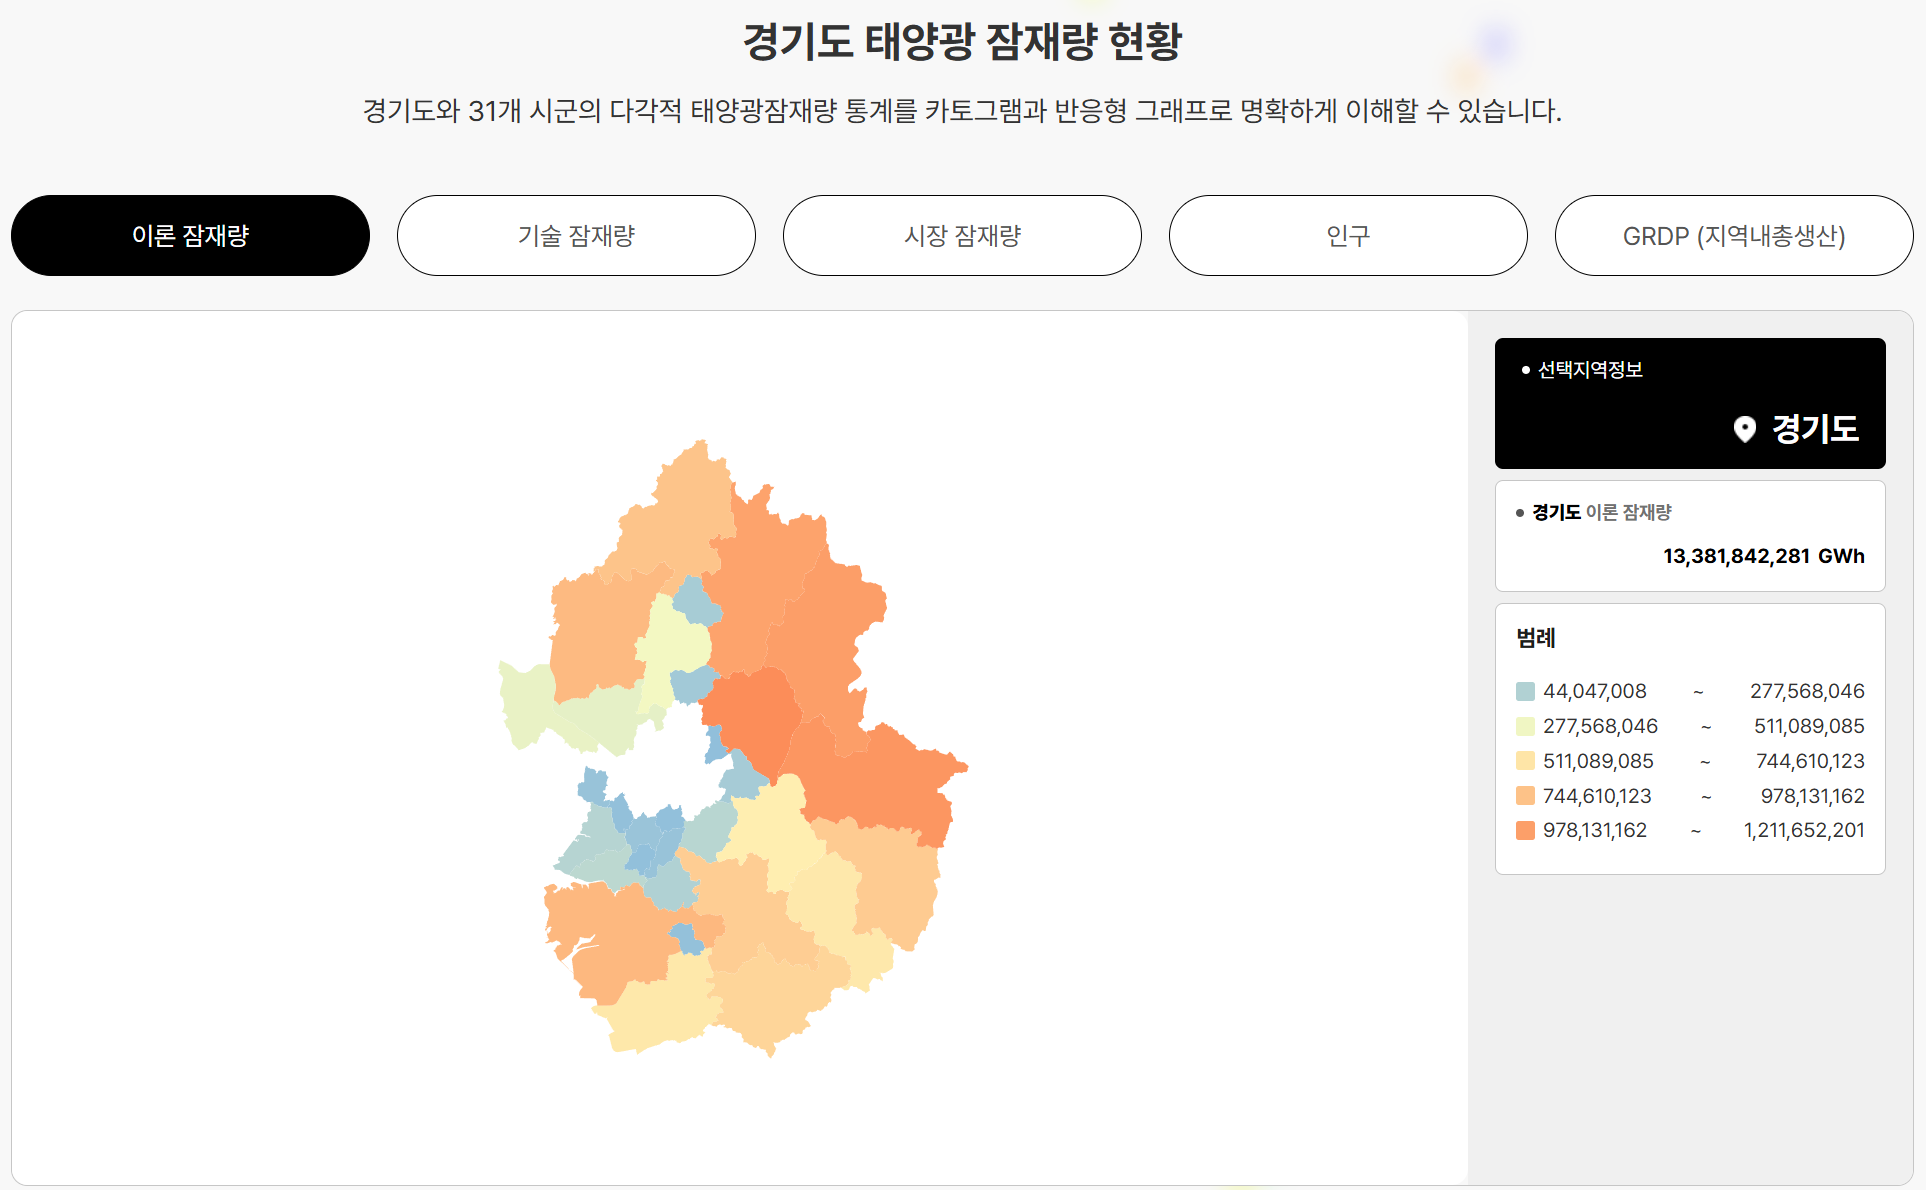 경기도 태양광 잠재량 현황
경기도와 31개 시군의 다각적 태양광잠재량 통계를 카토그램과 반응형 그래프로 명확하게 이해할 수 있습니다.
이론 잠재량
기술 잠재량
시장 잠재량
인구
GRDP (지역내총생산)
선택지역정보
경기도
경기도 이론 잠재량
13,381,842,281 GWh
범례
44,047,008 ~ 277,568,046
277,568,046 ~ 511,089,085
511,089,085 ~ 744,610,123
744,610,123 ~ 978,131,162
978,131,162 ~ 1,211,652,201